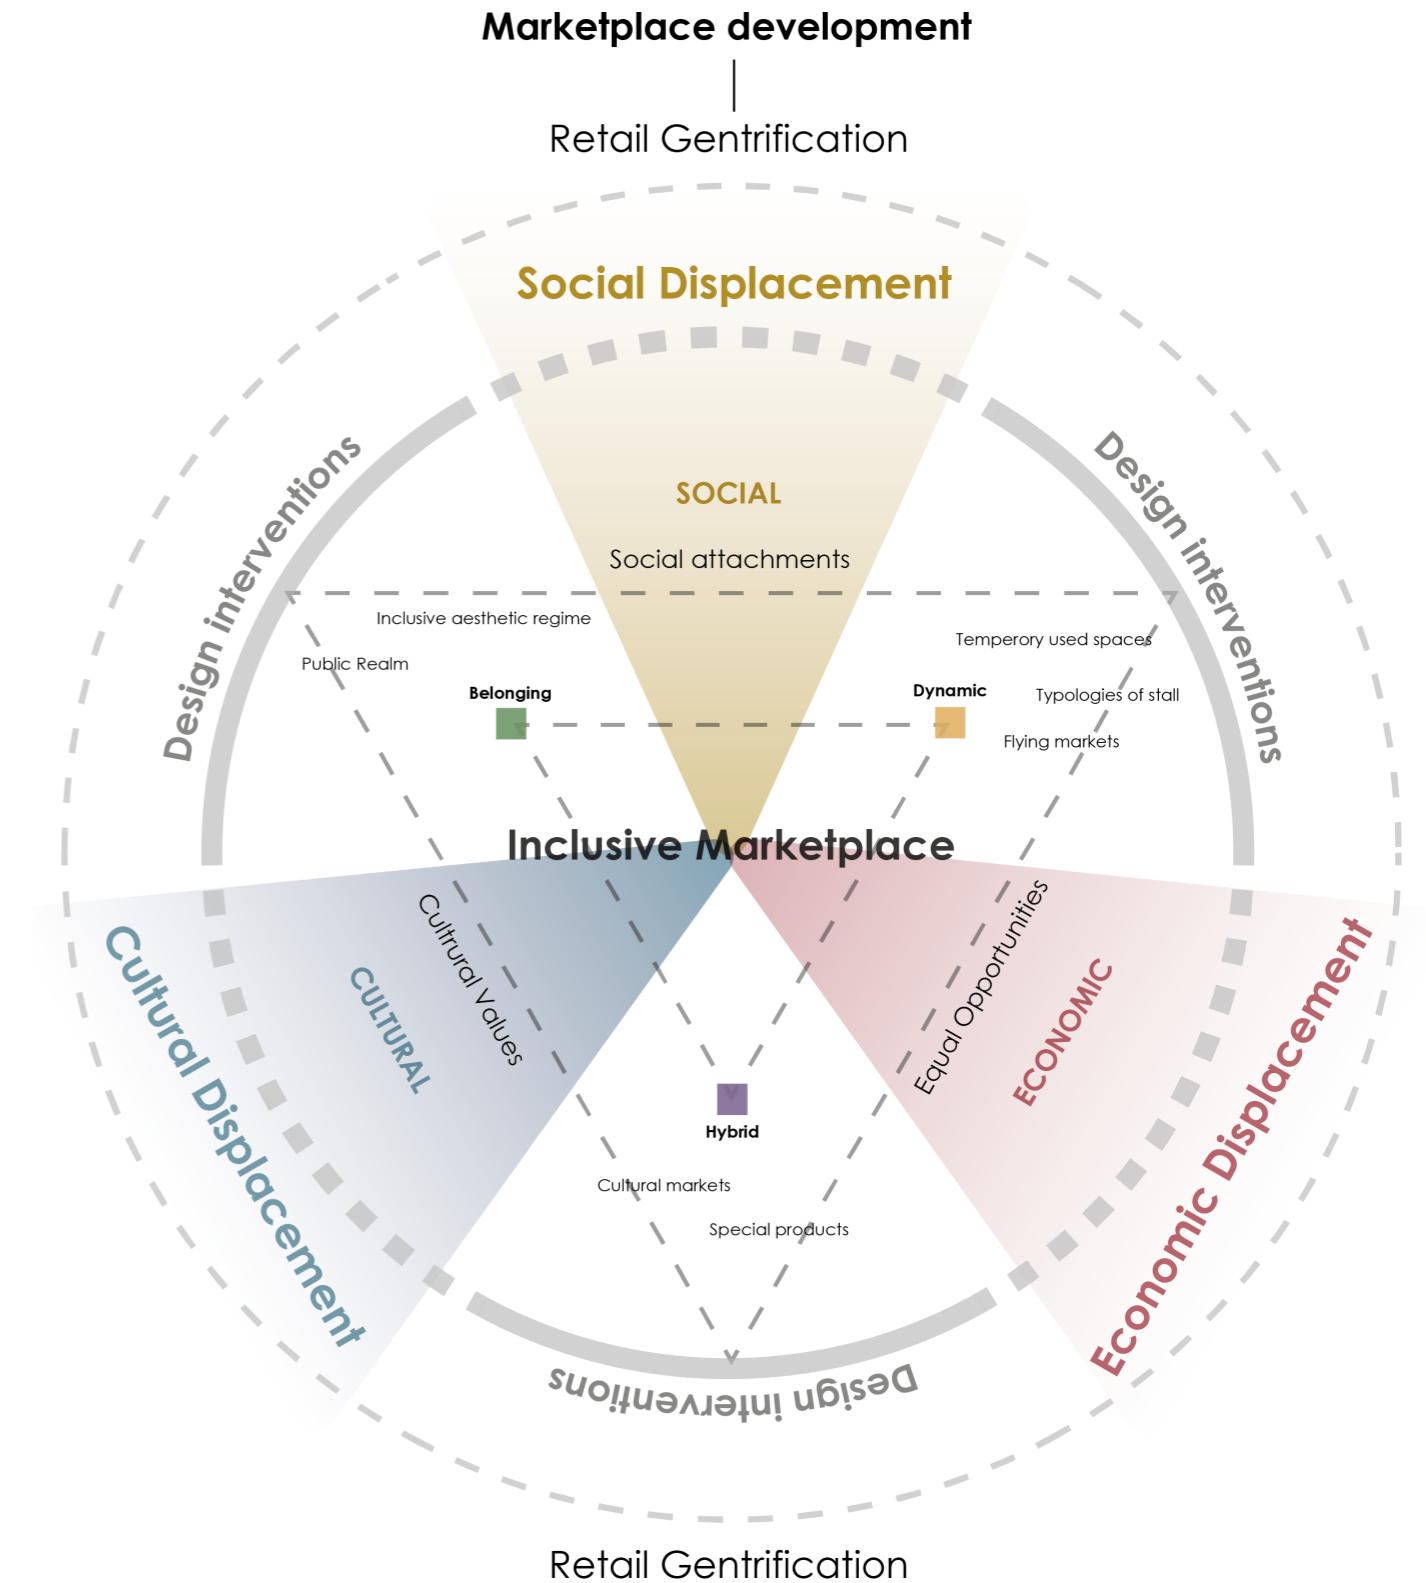 Marketplace development
Retail Gentrification
Social Displacement
Design interventions
Design interventions
SOCIAL
Social attachments
Inclusive aesthetic regime
Public Realm
Belonging
Temperory used spaces
Dynamic
Typologies of stall
Flying markets
Inclusive Marketplace
Cultural Displacement
CULTURAL
Cultrural Values
Equal Opportunities
ECONOMIC
Economic Displacement
Hybrid
Cultural markets
Special products
Design interventions
Retail Gentrification